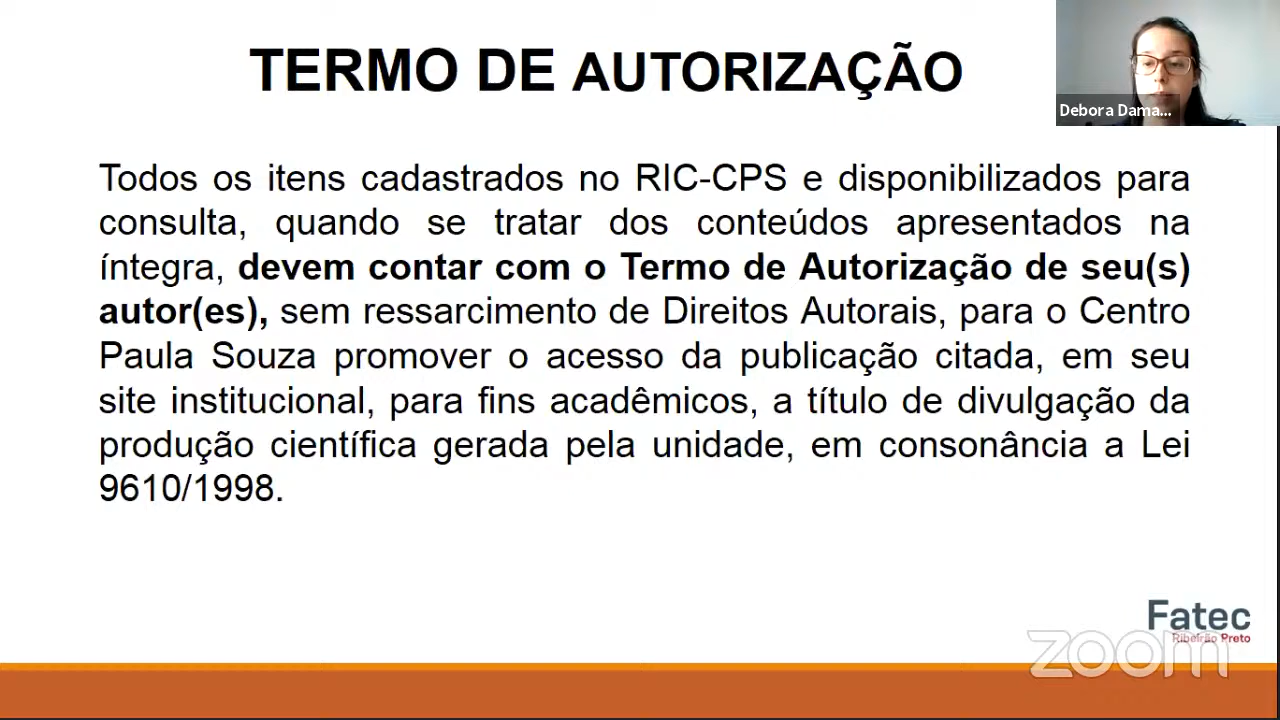 TERMO DE AUTORIZAÇÃO
Debora Dama...
Todos os itens cadastrados no RIC-CPS e disponibilizados para
consulta, quando se tratar dos conteúdos apresentados na
íntegra, devem contar com o Termo de Autorização de seu(s)
autor(es), sem ressarcimento de Direitos Autorais, para o Centro
Paula Souza promover o acesso da publicação citada, em seu
site institucional, para fins acadêmicos, a título de divulgação da
produção científica gerada pela unidade, em consonância a Lei
9610/1998.
Fatec
Ribeirão Preto
zoom